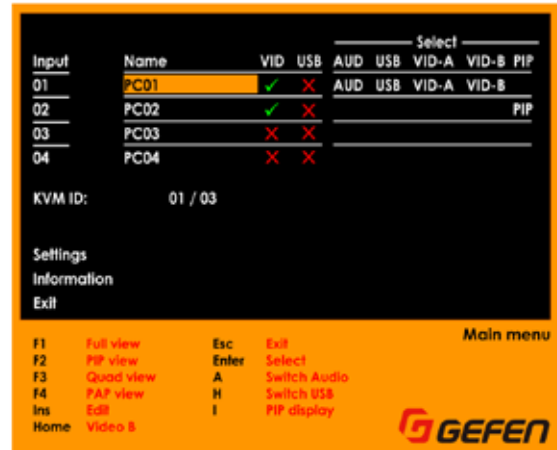 Select
Input Name VID USB AUD USB VID-A VID-B PIP
01 PC01 ✓ ✗ AUD USB VID-A VID-B
02 PC02 ✓ ✗ PIP
03 PC03 ✗ ✗
04 PC04 ✗ ✗
KVM ID: 01 / 03
Settings
Information
Exit
Main menu
F1 Full view Esc Exit
F2 PIP view Enter Select
F3 Quad view A Switch Audio
F4 PAP view H Switch USB
Ins Edit I PIP display
Home Video B
GEFEN